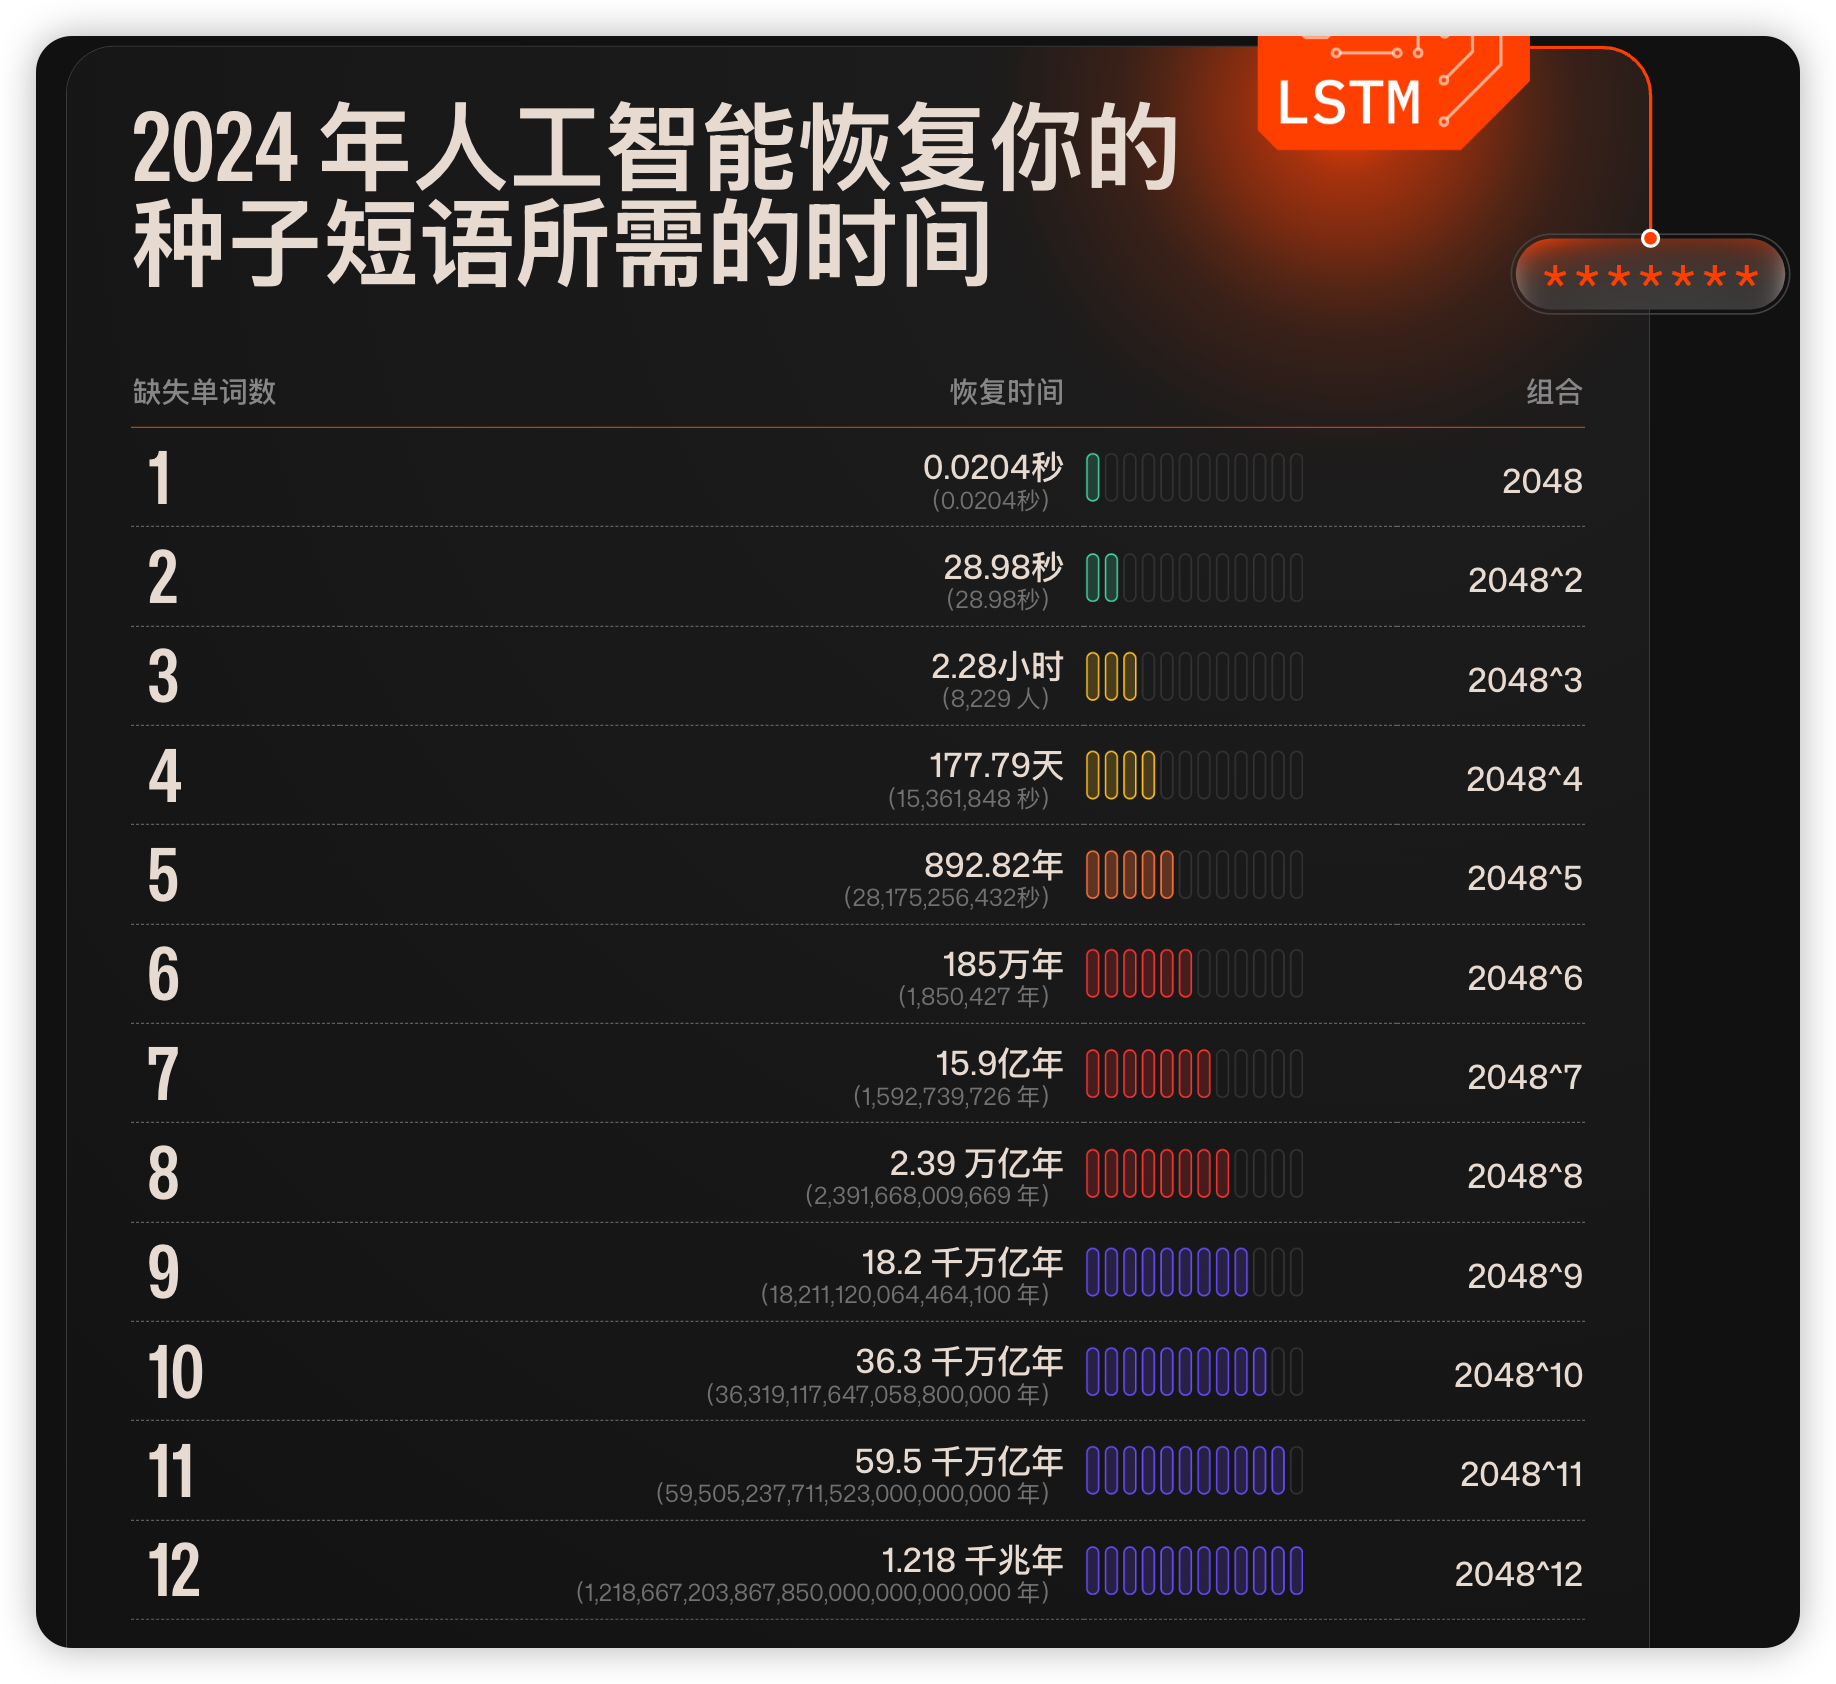 LSTM
2024 年人工智能恢复你的
种子短语所需的时间
*******
缺失单词数 恢复时间 组合
1 0.0204秒 2048
(0.0204秒)
2 28.98秒 2048^2
(28.98秒)
3 2.28小时 2048^3
(8,229 人)
4 177.79天 2048^4
(15,361,848 秒)
5 892.82年 2048^5
(28,175,256,432秒)
6 185万年 2048^6
(1,850,427 年)
7 15.9亿年 2048^7
(1,592,739,726 年)
8 2.39 万亿年 2048^8
(2,391,668,009,669 年)
9 18.2 千万亿年 2048^9
(18,211,120,064,464,100 年)
10 36.3 千万亿年 2048^10
(36,319,117,647,058,800,000 年)
11 59.5 千万亿年 2048^11
(59,505,237,711,523,000,000,000 年)
12 1.218 千兆年 2048^12
(1,218,667,203,867,850,000,000,000,000 年)